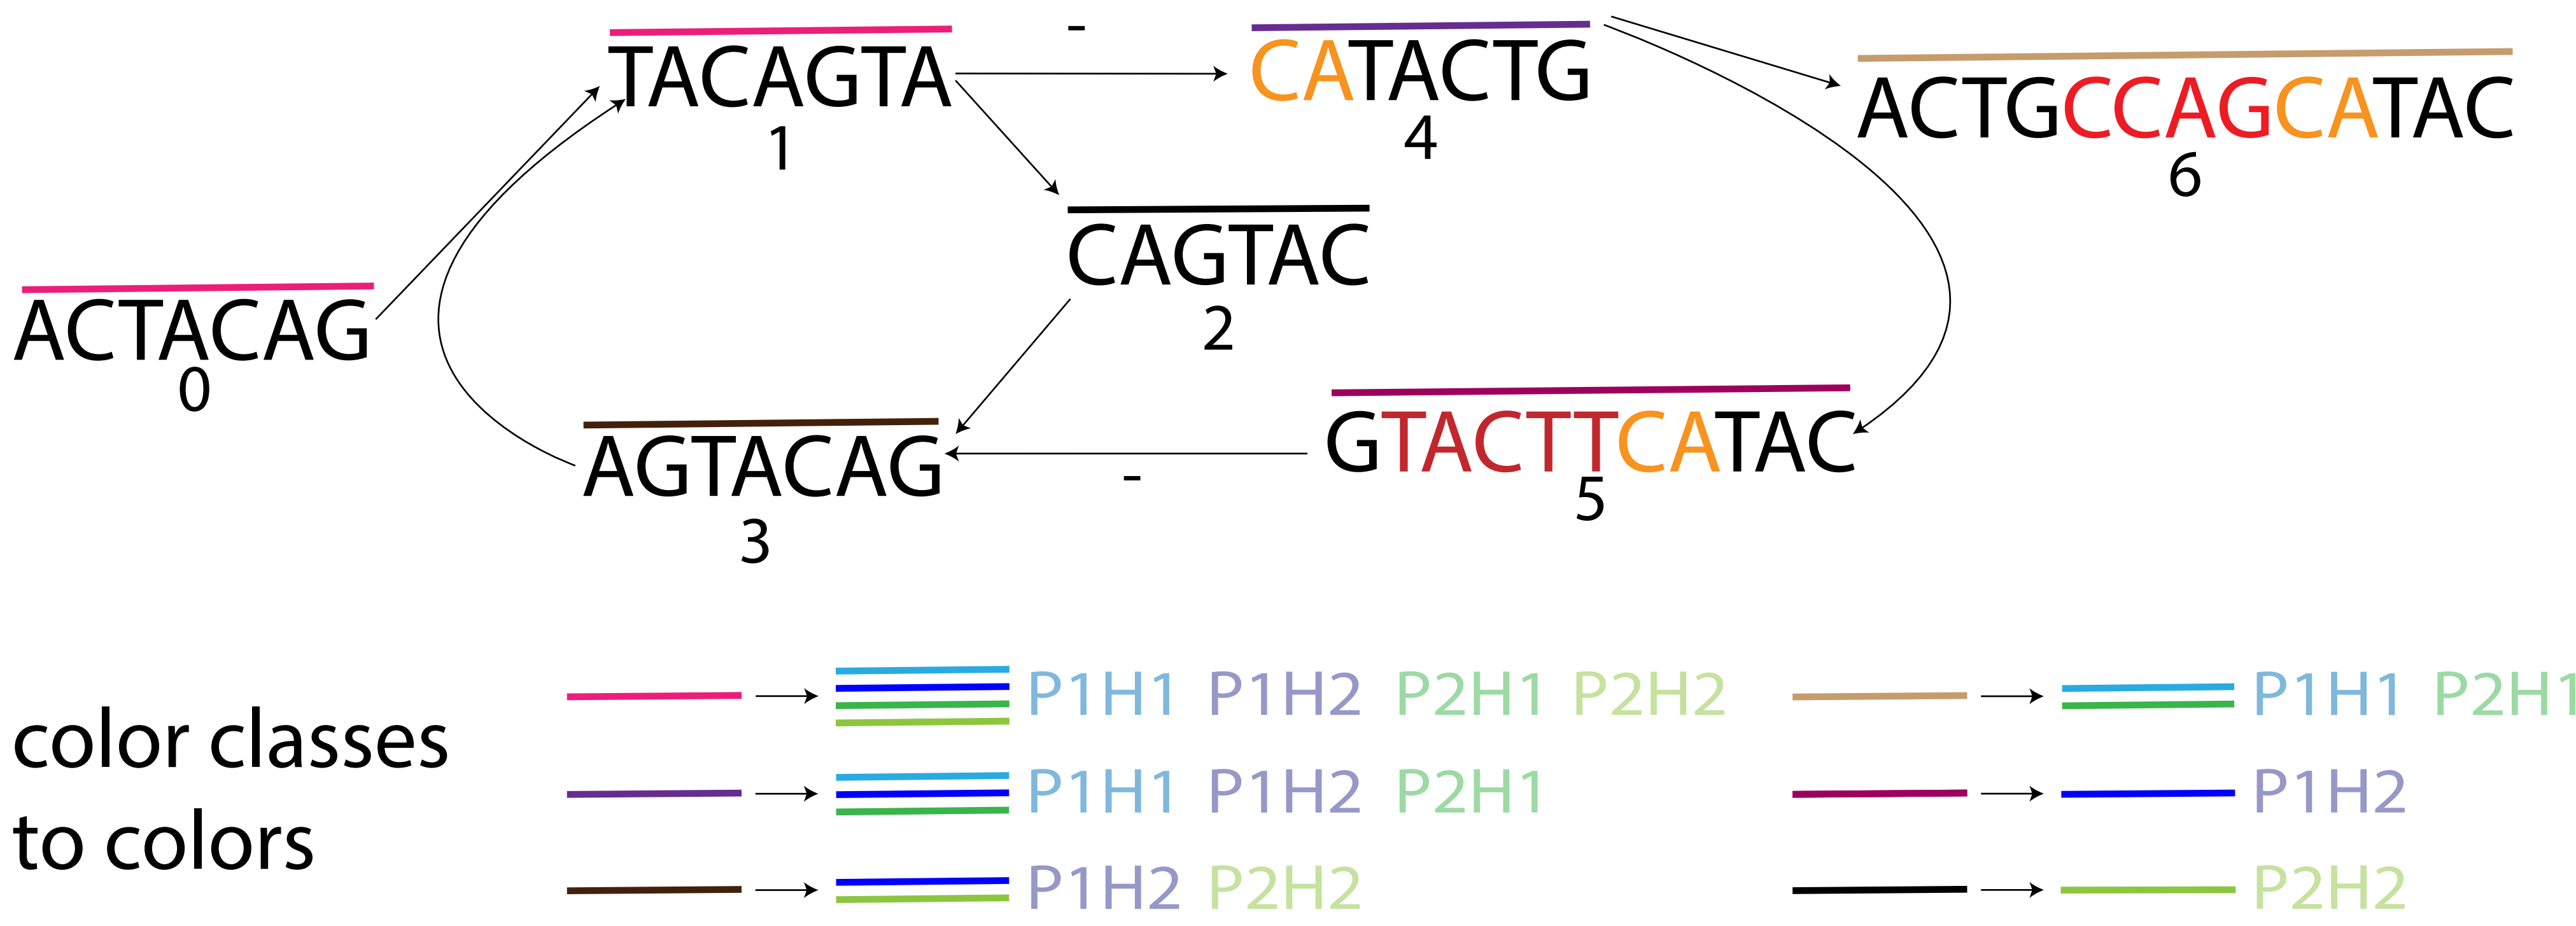 -
TACAGTA
1
CATACTG
4
ACTGCCAGCATAC
6
CAGTAC
2
ACTACAG
0
AGTACAG
3
-
GTACTTCATAC
5
color classes
to colors
P1H1 P1H2 P2H1 P2H2
P1H1 P1H2 P2H1
P1H2 P2H2
P1H1 P2H1
P1H2
P2H2